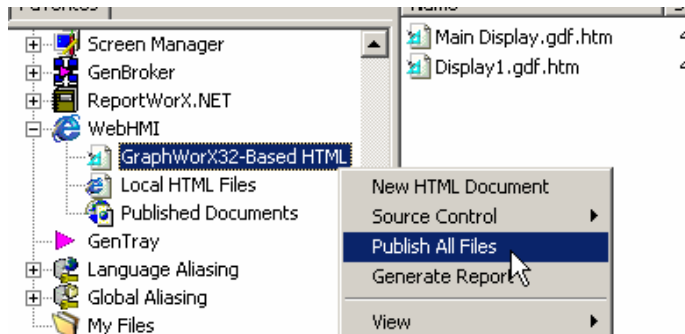 Favorites
Name
Screen Manager
GenBroker
ReportWorX.NET
WebHMI
GraphWorX32-Based HTML
Local HTML Files
Published Documents
GenTray
Language Aliasing
Global Aliasing
My Files
Main Display.gdf.htm
Display1.gdf.htm
New HTML Document
Source Control
Publish All Files
Generate Report
View